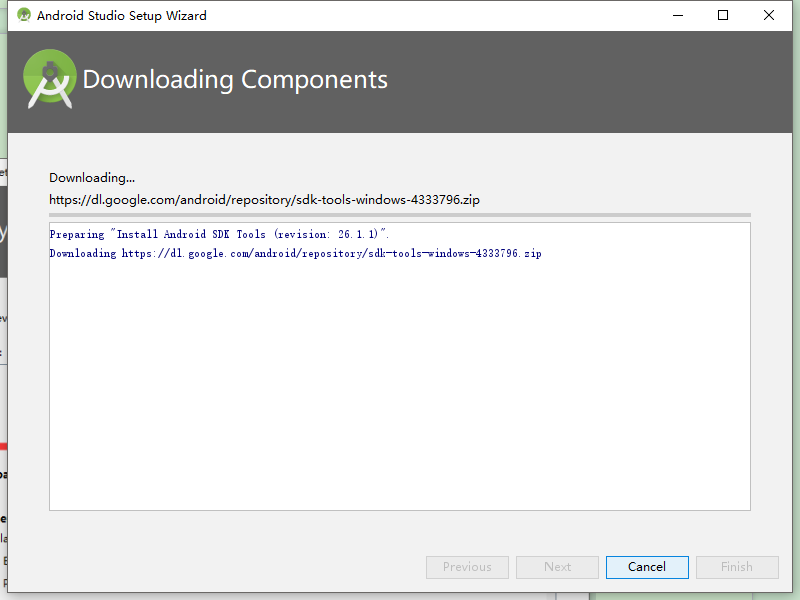 Android Studio Setup Wizard
Downloading Components
Downloading...
https://dl.google.com/android/repository/sdk-tools-windows-4333796.zip
Preparing "Install Android SDK Tools (revision: 26.1.1)".
Downloading https://dl.google.com/android/repository/sdk-tools-windows-4333796.zip
Previous
Next
Cancel
Finish